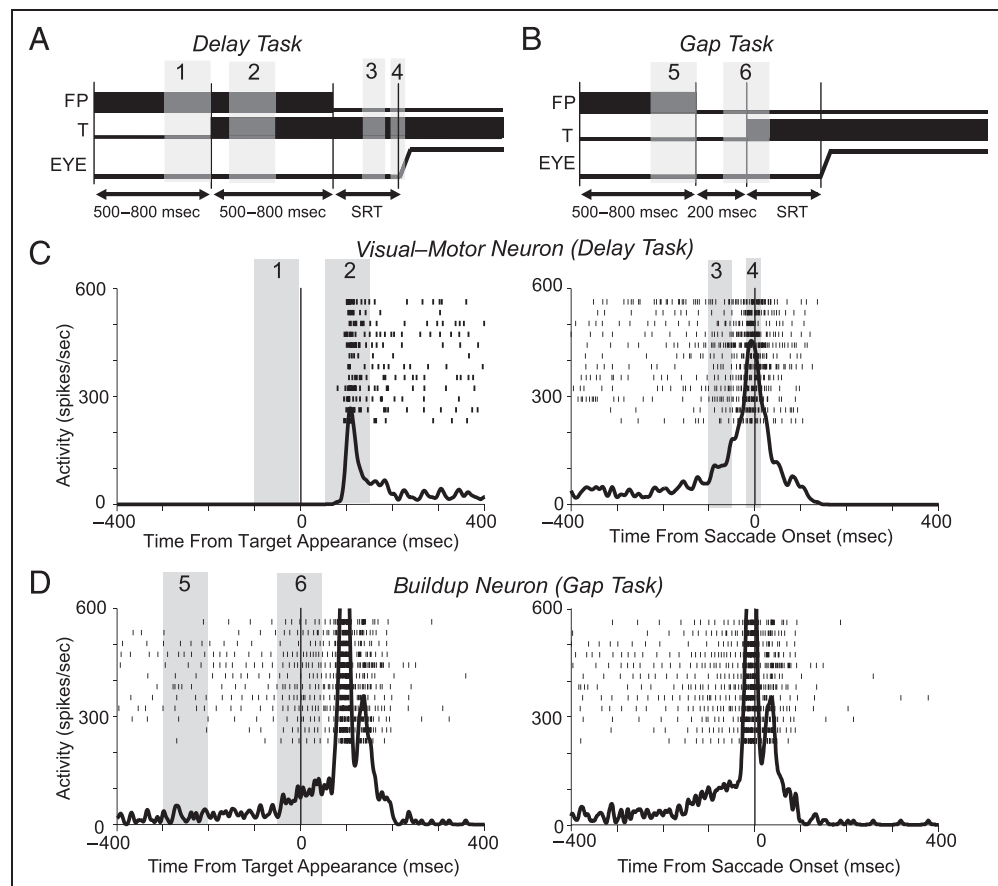 A
Delay Task
1 2 3 4
FP
T
EYE
500–800 msec 500–800 msec SRT
B
Gap Task
5 6
FP
T
EYE
500–800 msec 200 msec SRT
C
Visual–Motor Neuron (Delay Task)
1 2
600
300
0
Activity (spikes/sec)
–400 0 400
Time From Target Appearance (msec)
3 4
600
300
0
–400 0 400
Time From Saccade Onset (msec)
D
Buildup Neuron (Gap Task)
5 6
600
300
0
Activity (spikes/sec)
–400 0 400
Time From Target Appearance (msec)
600
300
0
–400 0 400
Time From Saccade Onset (msec)